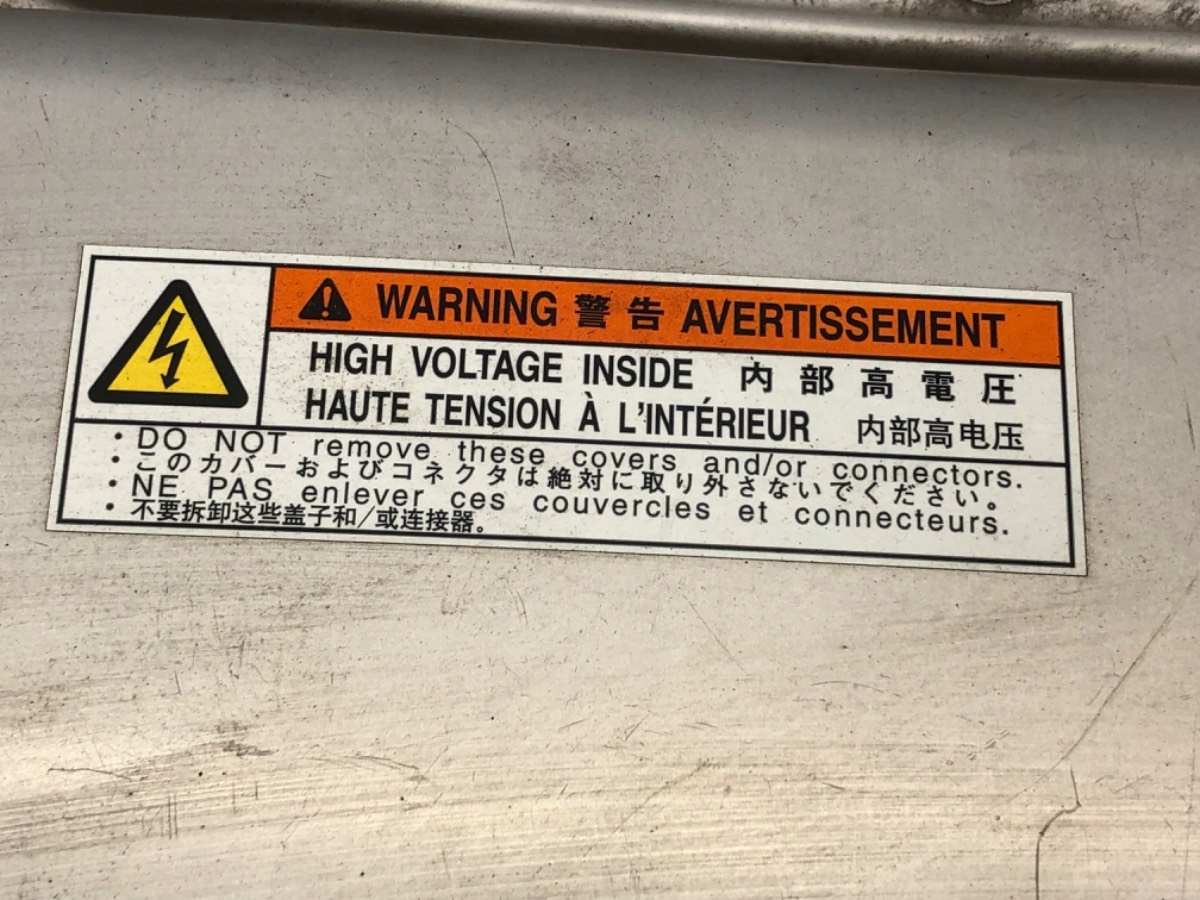 WARNING 警告 AVERTISSEMENT
HIGH VOLTAGE INSIDE 内部高電圧
HAUTE TENSION À L'INTÉRIEUR 内部高电压
・DO NOT remove these covers and/or connectors.
・このカバーおよびコネクタは絶対に取り外さないでください。
・NE PAS enlever ces couvercles et connecteurs.
・不要拆卸这些盖子和/或连接器。